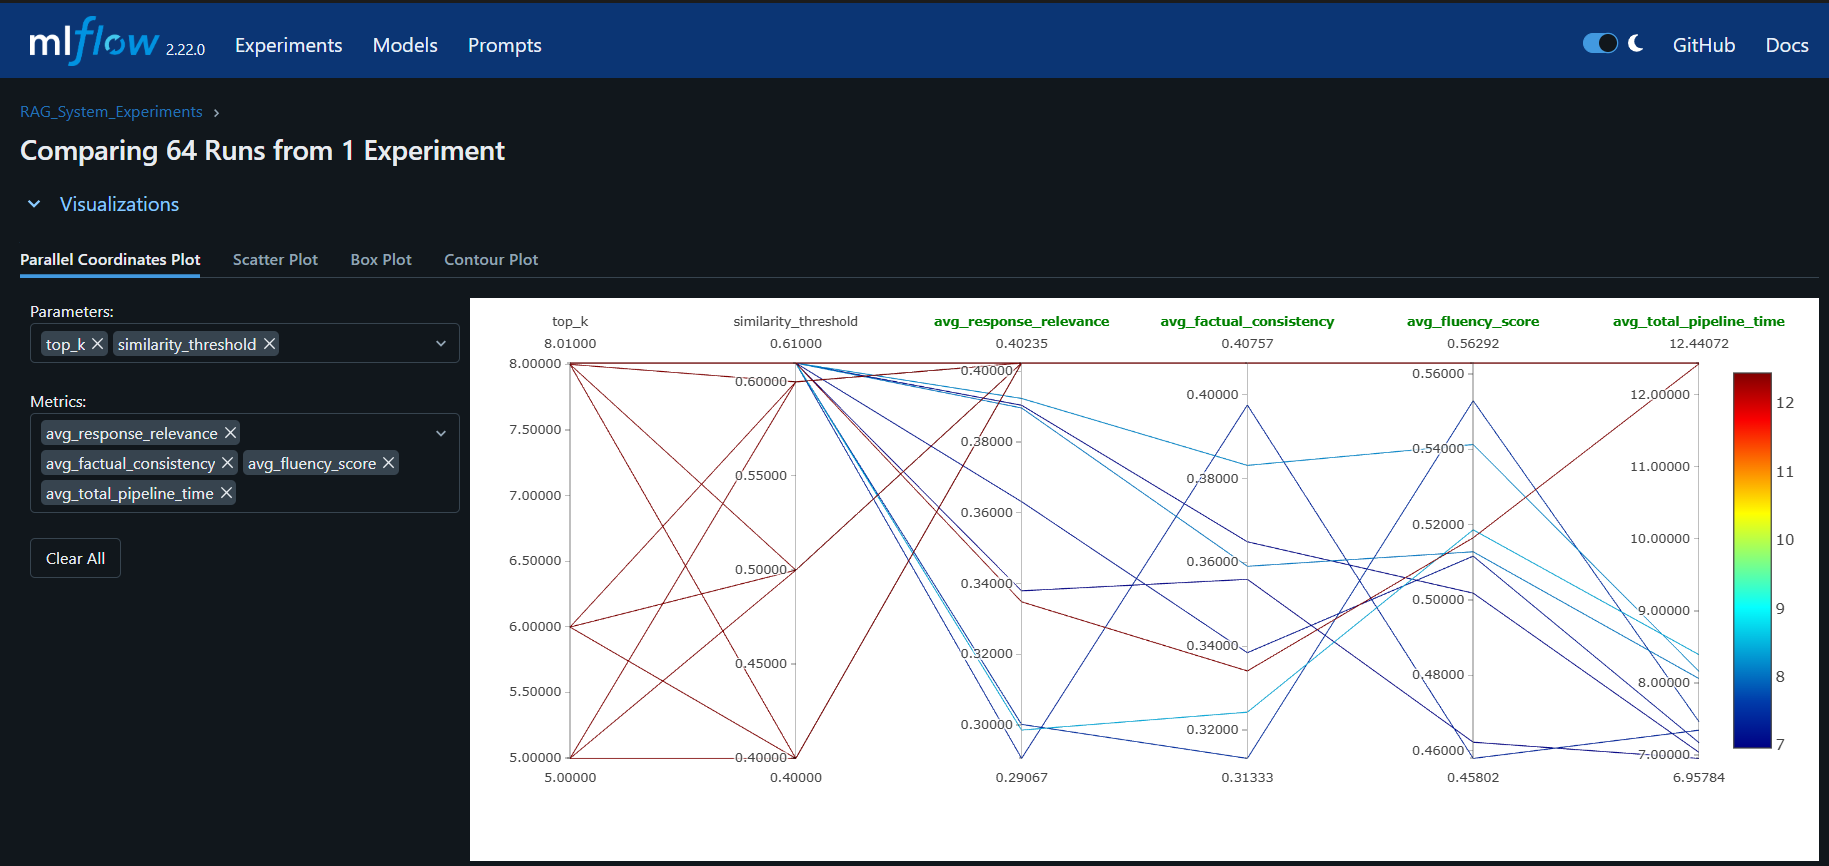 mlflow 2.22.0 Experiments Models Prompts GitHub Docs
RAG_System_Experiments ›
Comparing 64 Runs from 1 Experiment
Visualizations
Parallel Coordinates Plot Scatter Plot Box Plot Contour Plot
Parameters:
top_k × similarity_threshold ×
Metrics:
avg_response_relevance ×
avg_factual_consistency × avg_fluency_score ×
avg_total_pipeline_time ×
Clear All
top_k
8.01000
8.00000
7.50000
7.00000
6.50000
6.00000
5.50000
5.00000
5.00000
similarity_threshold
0.61000
0.60000
0.55000
0.50000
0.45000
0.40000
0.40000
avg_response_relevance
0.40235
0.40000
0.38000
0.36000
0.34000
0.32000
0.30000
0.29067
avg_factual_consistency
0.40757
0.40000
0.38000
0.36000
0.34000
0.32000
0.31333
avg_fluency_score
0.56292
0.56000
0.54000
0.52000
0.50000
0.48000
0.46000
0.45802
avg_total_pipeline_time
12.44072
12.00000
11.00000
10.00000
9.00000
8.00000
7.00000
6.95784
12
11
10
9
8
7